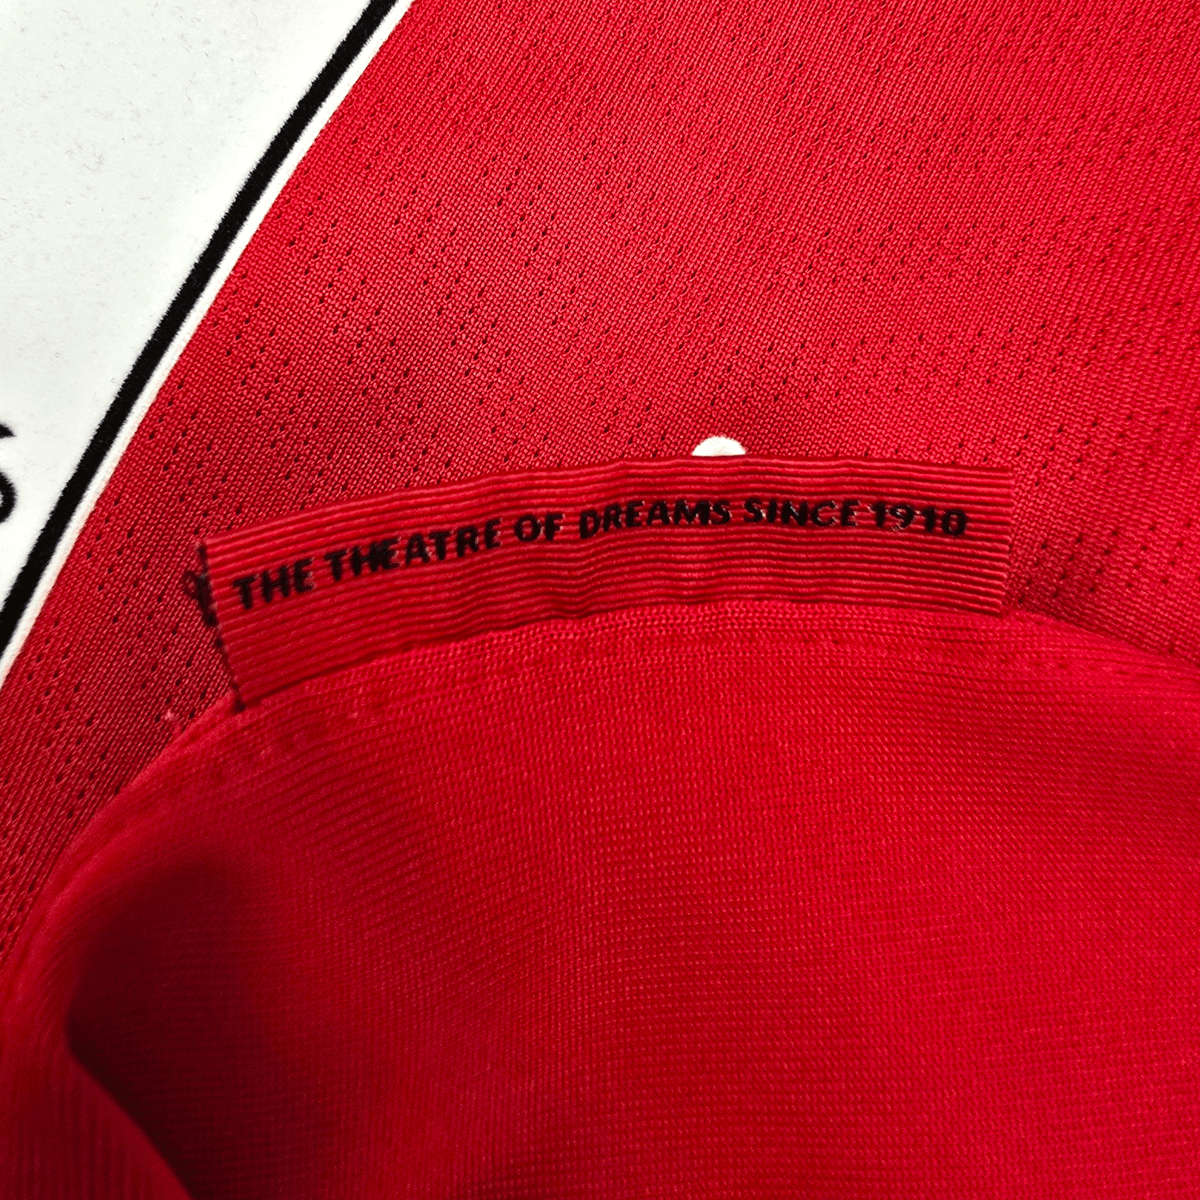 THE THEATRE OF DREAMS SINCE 1910